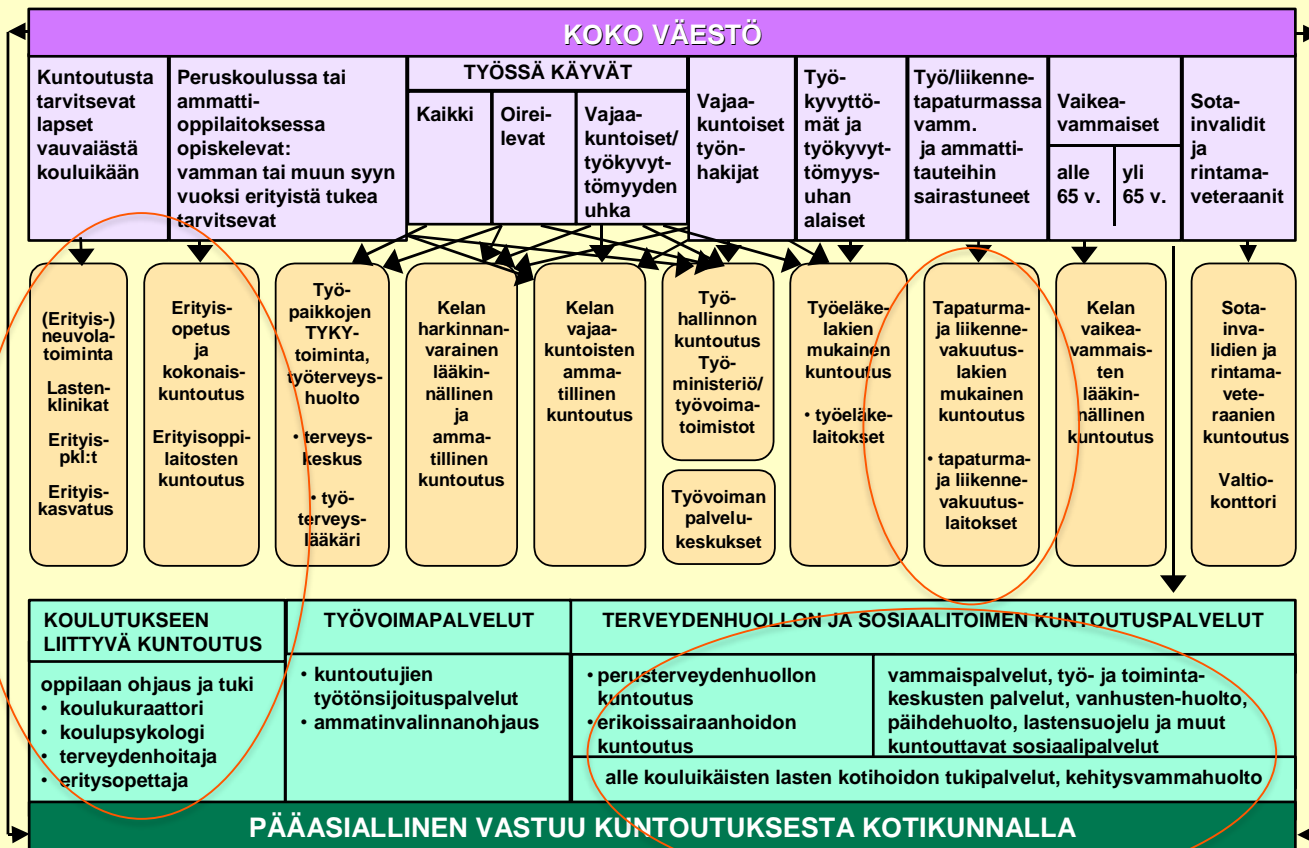 KOKO VÄESTÖ
Kuntoutusta
tarvitsevat
lapset
vauvaiästä
kouluikään
Peruskoulussa tai
ammatti-
oppilaitoksessa
opiskelevat:
vamman tai muun syyn
vuoksi erityistä tukea
tarvitsevat
TYÖSSÄ KÄYVÄT
Kaikki
Oirei-
levat
Vajaa-
kuntoiset/
työkyvyt-
tömyyden
uhka
Vajaa-
kuntoiset
työn-
hakijat
Työ-
kyvyttö-
mät ja
työkyvyt-
tömyys-
uhan
alaiset
Työ/liikenne-
tapaturmassa
vamm.
ja ammatti-
tauteihin
sairastuneet
Vaikea-
vammaiset
alle
65 v.
yli
65 v.
Sota-
invalidit
ja
rintama-
veteraanit
(Erityis-)
neuvola-
toiminta
Lasten-
klinikat
Erityis-
pkl:t
Erityis-
kasvatus
Erityis-
opetus
ja
kokonais-
kuntoutus
Erityisoppi-
laitosten
kuntoutus
Työ-
paikkojen
TYKY-
toiminta,
työterveys-
huolto
• terveys-
keskus
• työ-
terveys-
lääkäri
Kelan
harkinnan-
varainen
lääkin-
nällinen
ja
amma-
tillinen
kuntoutus
Kelan
vajaa-
kuntoisten
amma-
tillinen
kuntoutus
Työ-
hallinnon
kuntoutus
Työ-
ministeriö/
työvoima-
toimistot
Työvoiman
palvelu-
keskukset
Työeläke-
lakien
mukainen
kuntoutus
• työeläke-
laitokset
Tapaturma-
ja liikenne-
vakuutus-
lakien
mukainen
kuntoutus
• tapaturma-
ja liikenne-
vakuutus-
laitokset
Kelan
vaikea-
vammais-
ten
lääkin-
nällinen
kuntoutus
Sota-
inva-
lidien ja
rintama-
vete-
raanien
kuntoutus
Valtio-
konttori
KOULUTUKSEEN
LIITTYVÄ KUNTOUTUS
oppilaan ohjaus ja tuki
• koulukuraattori
• koulupsykologi
• terveydenhoitaja
• eritysopettaja
TYÖVOIMAPALVELUT
• kuntoutujien
työtönsijoituspalvelut
• ammatinvalinnanohjaus
TERVEYDENHUOLLON JA SOSIAALITOIMEN KUNTOUTUSPALVELUT
• perusterveydenhuollon
kuntoutus
• erikoissairaanhoidon
kuntoutus
vammaispalvelut, työ- ja toiminta-
keskusten palvelut, vanhusten-huolto,
päihdehuolto, lastensuojelu ja muut
kuntouttavat sosiaalipalvelut
alle kouluikäisten lasten kotihoidon tukipalvelut, kehitysvammahuolto
PÄÄASIALLINEN VASTUU KUNTOUTUKSESTA KOTIKUNNALLA